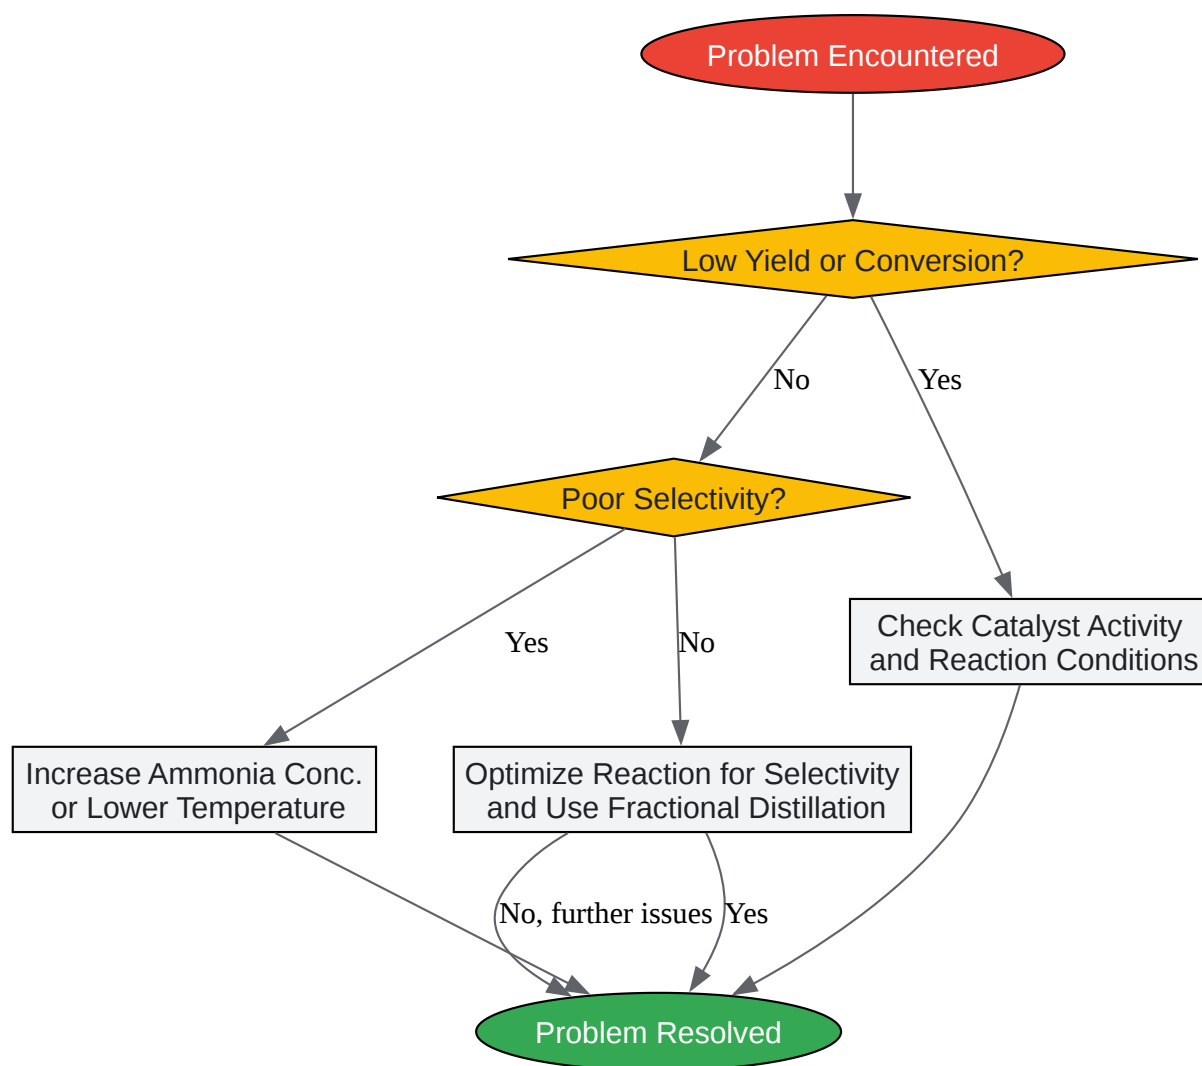 Problem Encountered
Low Yield or Conversion?
No
Yes
Poor Selectivity?
Yes
No
Check Catalyst Activity
and Reaction Conditions
Increase Ammonia Conc.
or Lower Temperature
Optimize Reaction for Selectivity
and Use Fractional Distillation
No, further issues
Yes
Problem Resolved